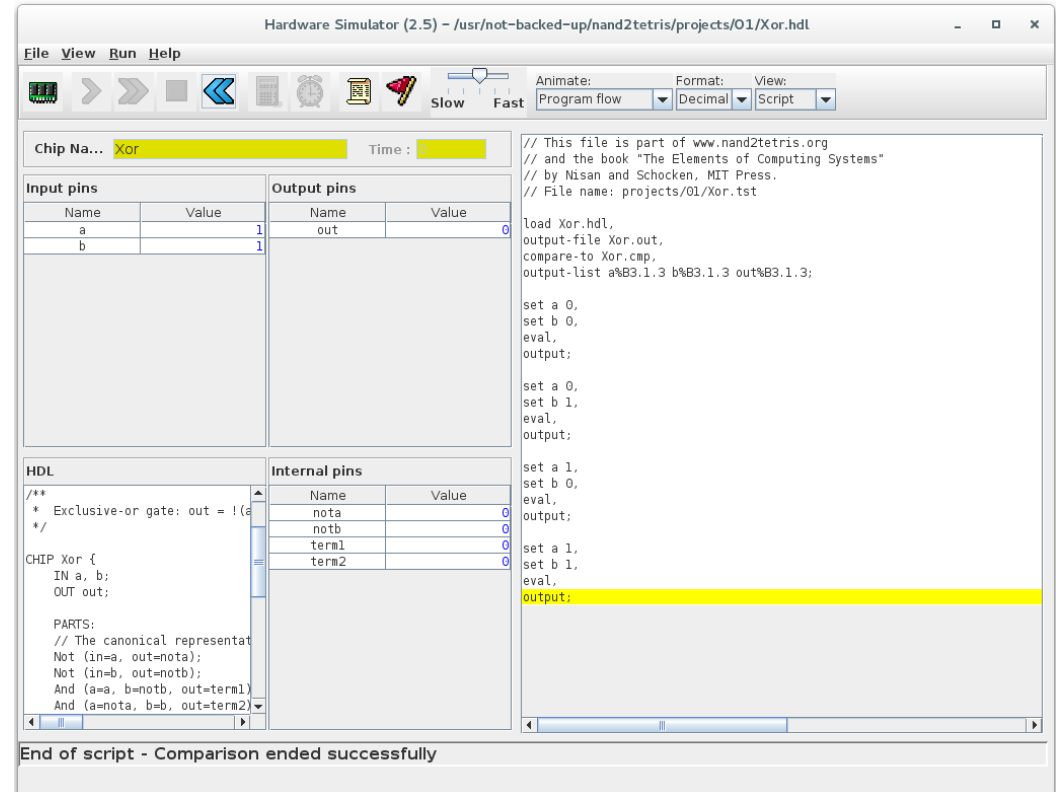 Hardware Simulator (2.5) – /usr/not-backed-up/nand2tetris/projects/01/Xor.hdl
File View Run Help
Slow Fast
Animate: Format: View:
Program flow Decimal Script
Chip Na... Xor Time : 0
Input pins
Name Value
a 1
b 1
Output pins
Name Value
out 0
HDL
/**
 * Exclusive-or gate: out = !(a
 */
CHIP Xor {
IN a, b;
OUT out;
PARTS:
// The canonical representat
Not (in=a, out=nota);
Not (in=b, out=notb);
And (a=a, b=notb, out=term1)
And (a=nota, b=b, out=term2)
Internal pins
Name Value
nota 0
notb 0
term1 0
term2 0
// This file is part of www.nand2tetris.org
// and the book "The Elements of Computing Systems"
// by Nisan and Schocken, MIT Press.
// File name: projects/01/Xor.tst
load Xor.hdl,
output-file Xor.out,
compare-to Xor.cmp,
output-list a%B3.1.3 b%B3.1.3 out%B3.1.3;
set a 0,
set b 0,
eval,
output;
set a 0,
set b 1,
eval,
output;
set a 1,
set b 0,
eval,
output;
set a 1,
set b 1,
eval,
output;
End of script - Comparison ended successfully